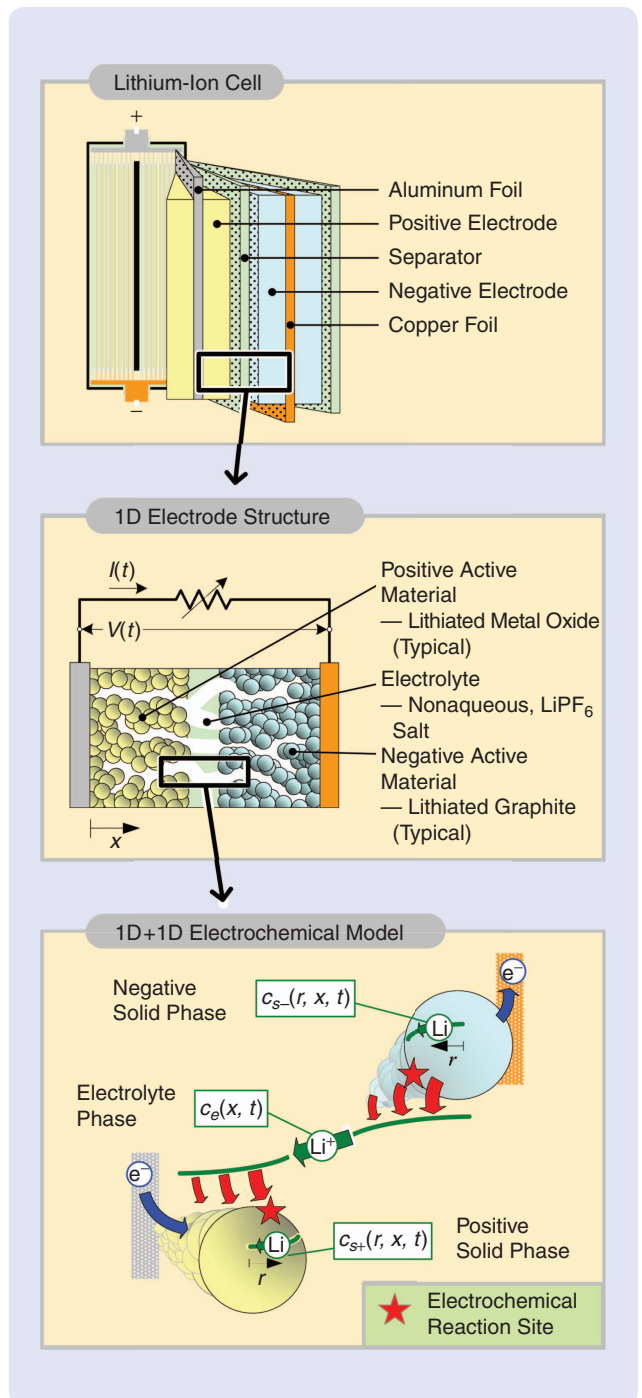 Lithium-Ion Cell
+
Aluminum Foil
Positive Electrode
Separator
Negative Electrode
Copper Foil
–
1D Electrode Structure
I(t)
V(t)
Positive Active
Material
— Lithiated Metal Oxide
(Typical)
Electrolyte
— Nonaqueous, LiPF₆
Salt
Negative Active
Material
— Lithiated Graphite
(Typical)
x
1D+1D Electrochemical Model
Negative
Solid Phase
cₛ₋(r, x, t)
e⁻
Li
r
Electrolyte
Phase
cₑ(x, t)
Li⁺
e⁻
Li
r
cₛ₊(r, x, t)
Positive
Solid Phase
Electrochemical
Reaction Site